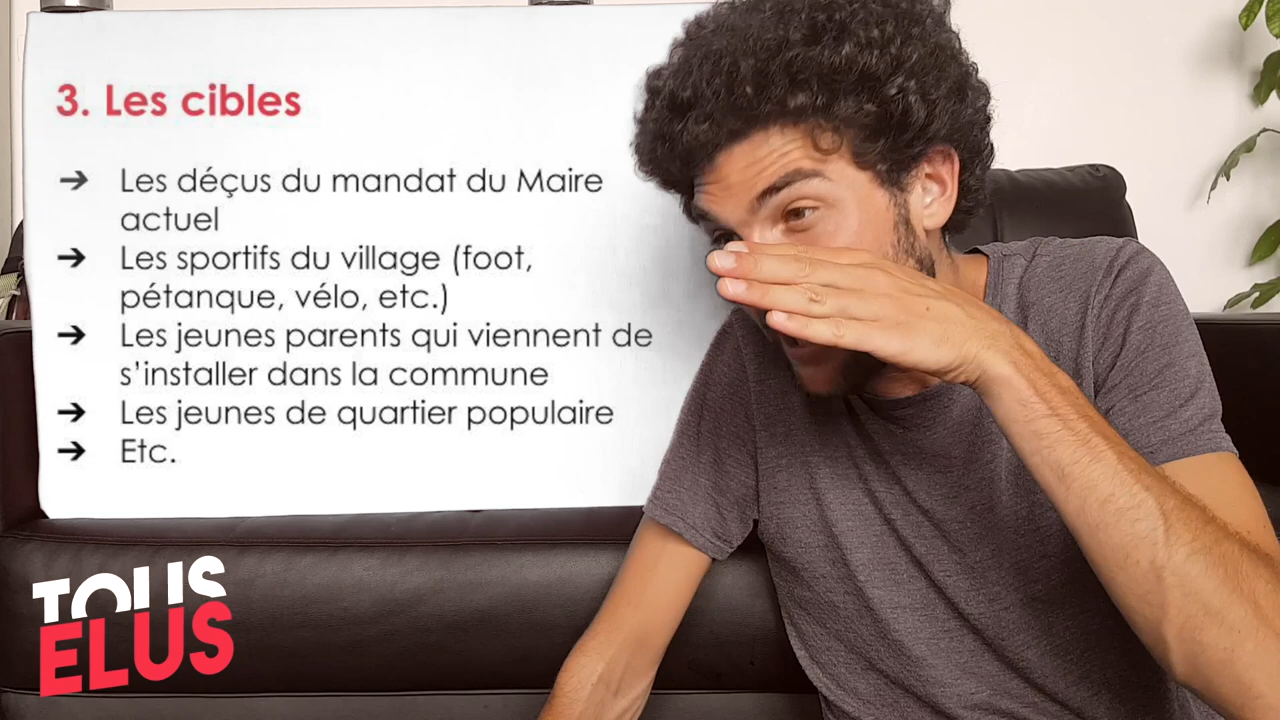 3. Les cibles
➔ Les déçus du mandat du Maire
actuel
➔ Les sportifs du village (foot,
pétanque, vélo, etc.)
➔ Les jeunes parents qui viennent de
s'installer dans la commune
➔ Les jeunes de quartier populaire
➔ Etc.
TOUS
ELUS